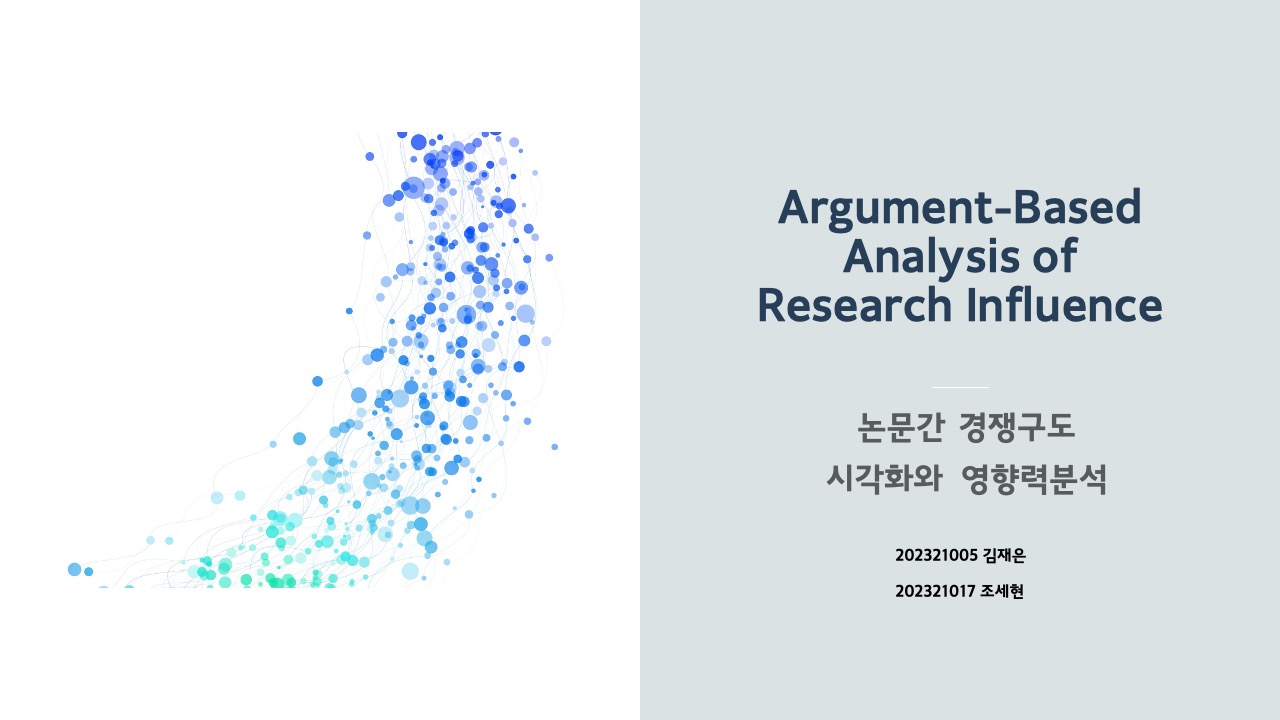 Argument-Based
Analysis of
Research Influence
논문간 경쟁구도
시각화와 영향력분석
202321005 김재은
202321017 조세현